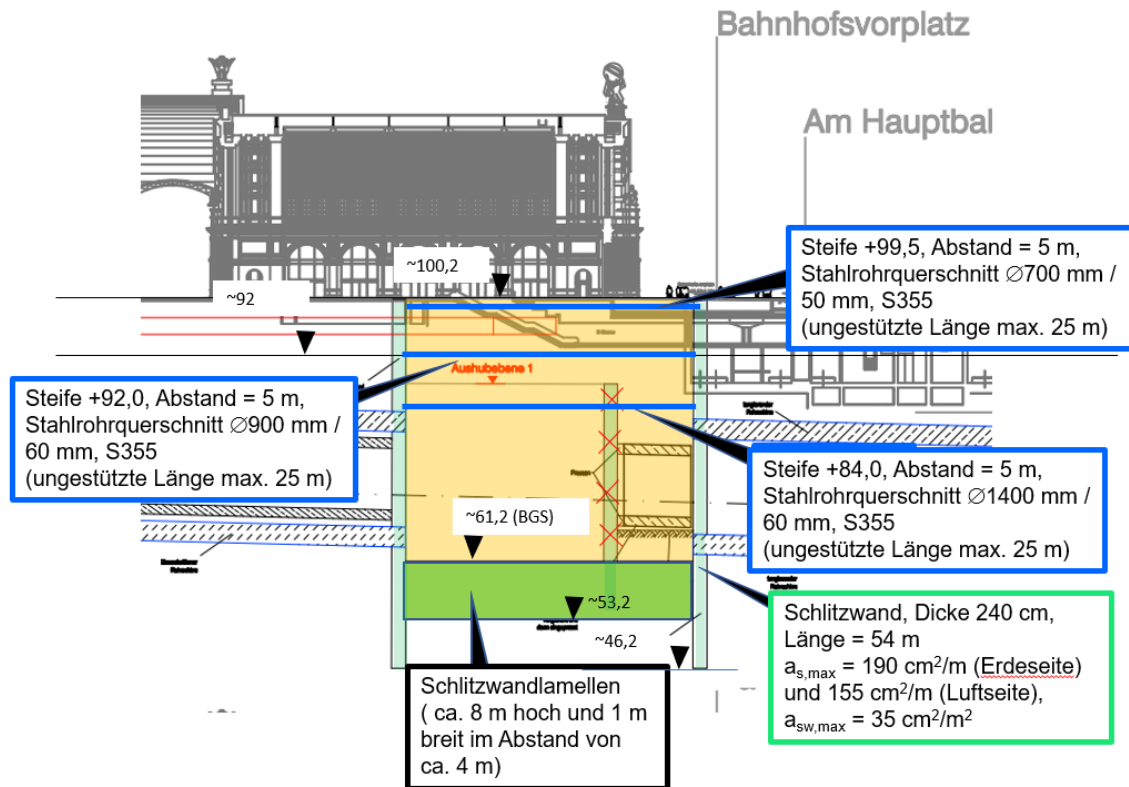 Bahnhofsvorplatz
Am Hauptbal
Steife +99,5, Abstand = 5 m,
Stahlrohrquerschnitt ∅700 mm /
50 mm, S355
(ungestützte Länge max. 25 m)
~100,2
~92
Aushubebene 1
Steife +92,0, Abstand = 5 m,
Stahlrohrquerschnitt ∅900 mm /
60 mm, S355
(ungestützte Länge max. 25 m)
Steife +84,0, Abstand = 5 m,
Stahlrohrquerschnitt ∅1400 mm /
60 mm, S355
(ungestützte Länge max. 25 m)
~61,2 (BGS)
~53,2
~46,2
Schlitzwand, Dicke 240 cm,
Länge = 54 m
as,max = 190 cm²/m (Erdeseite)
und 155 cm²/m (Luftseite),
asw,max = 35 cm²/m²
Schlitzwandlamellen
( ca. 8 m hoch und 1 m
breit im Abstand von
ca. 4 m)